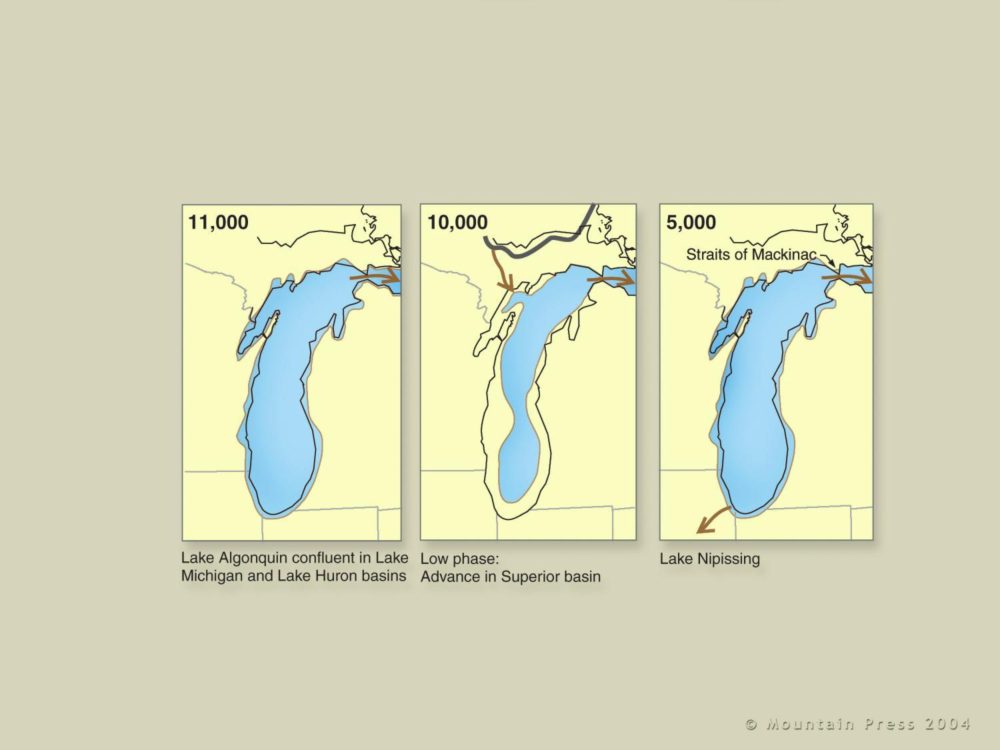 11,000
10,000
5,000
Straits of Mackinac
Lake Algonquin confluent in Lake
Michigan and Lake Huron basins
Low phase:
Advance in Superior basin
Lake Nipissing
© Mountain Press 2004